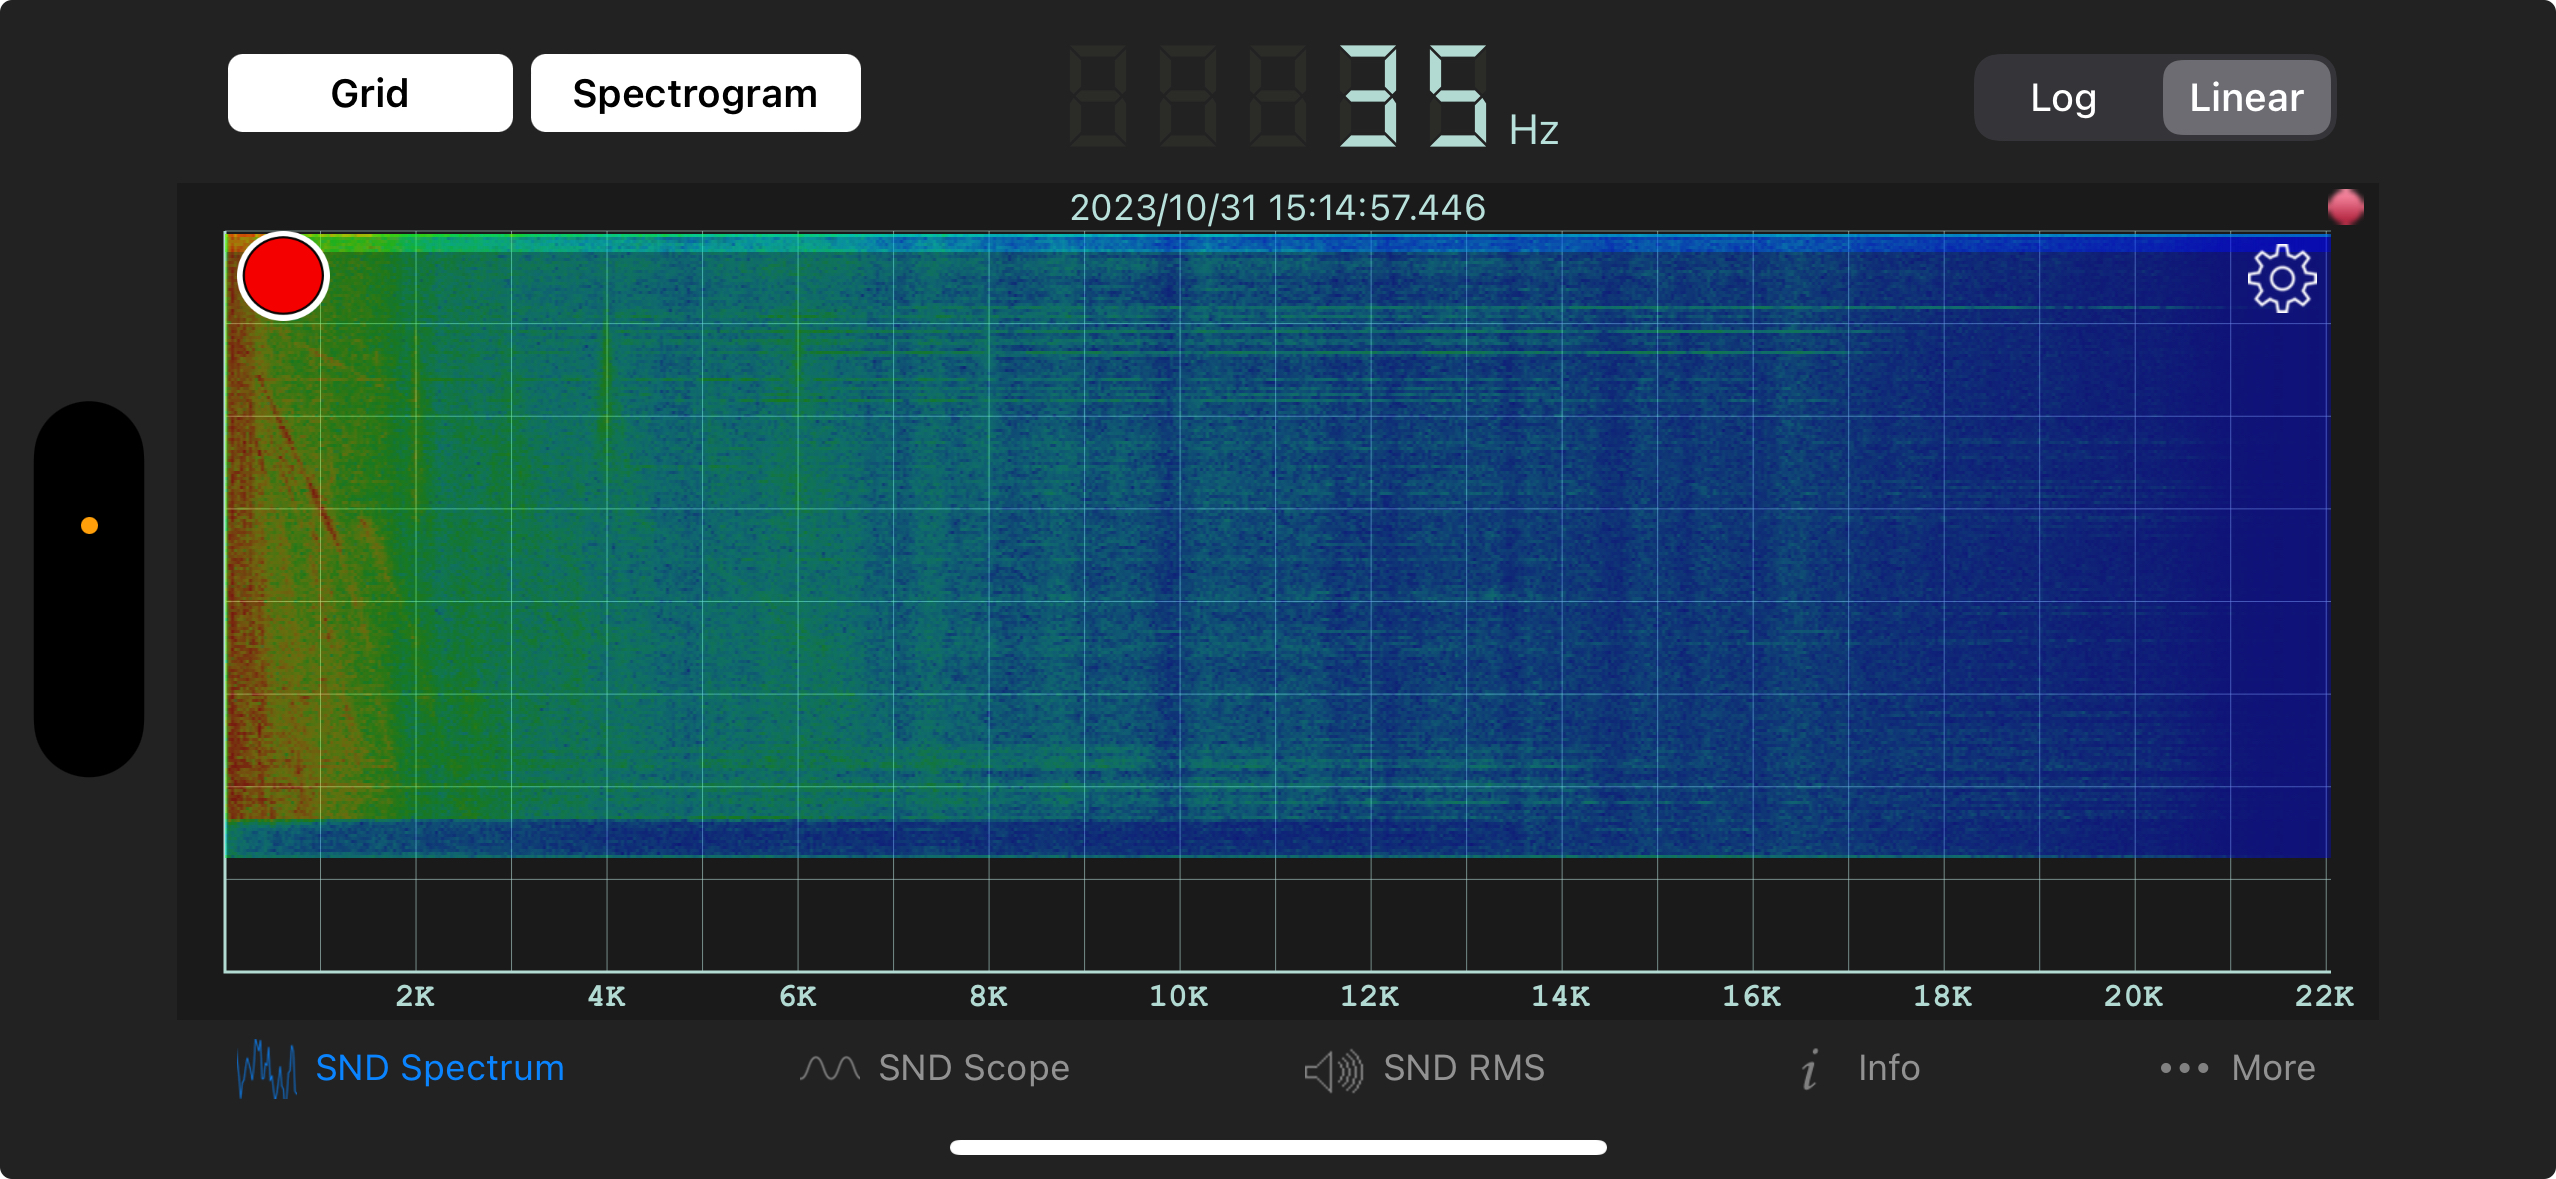 Grid Spectrogram 35 Hz Log Linear
2023/10/31 15:14:57.446
2K 4K 6K 8K 10K 12K 14K 16K 18K 20K 22K
SND Spectrum SND Scope SND RMS i Info More